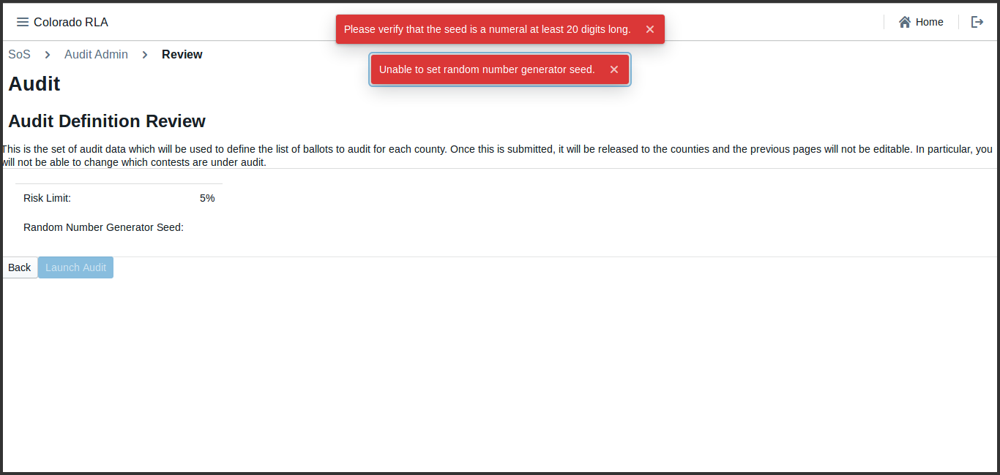 Colorado RLA
Please verify that the seed is a numeral at least 20 digits long.
Home
SoS Audit Admin Review
Unable to set random number generator seed.
Audit
Audit Definition Review
This is the set of audit data which will be used to define the list of ballots to audit for each county. Once this is submitted, it will be released to the counties and the previous pages will not be editable. In particular, you
will not be able to change which contests are under audit.
Risk Limit: 5%
Random Number Generator Seed:
Back Launch Audit